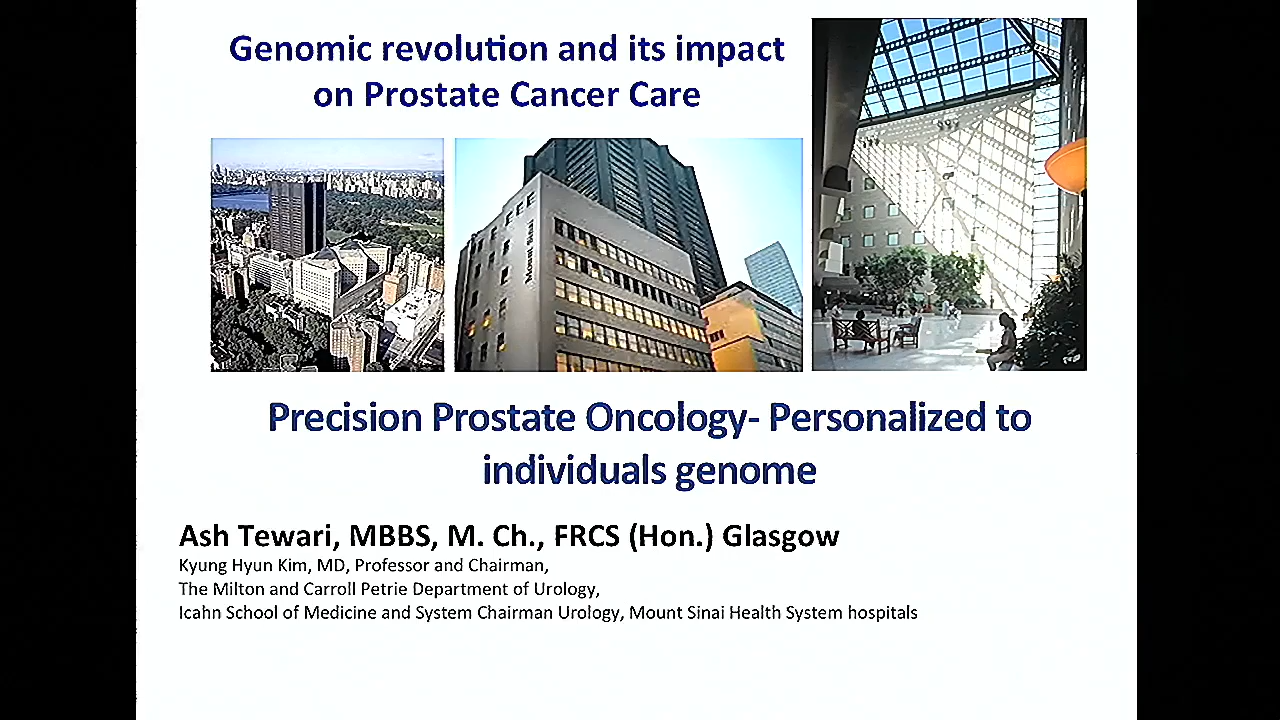 Genomic revolution and its impact
on Prostate Cancer Care
Mount Sinai
Precision Prostate Oncology- Personalized to
individuals genome
Ash Tewari, MBBS, M. Ch., FRCS (Hon.) Glasgow
Kyung Hyun Kim, MD, Professor and Chairman,
The Milton and Carroll Petrie Department of Urology,
Icahn School of Medicine and System Chairman Urology, Mount Sinai Health System hospitals